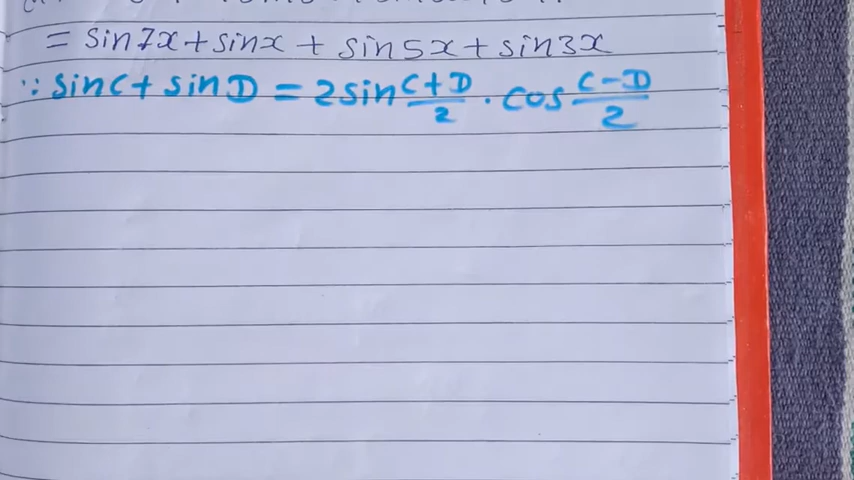 = sin7x + sinx + sin5x + sin3x
∵ sinC + sinD = 2sin (C+D)/2 · cos (C-D)/2